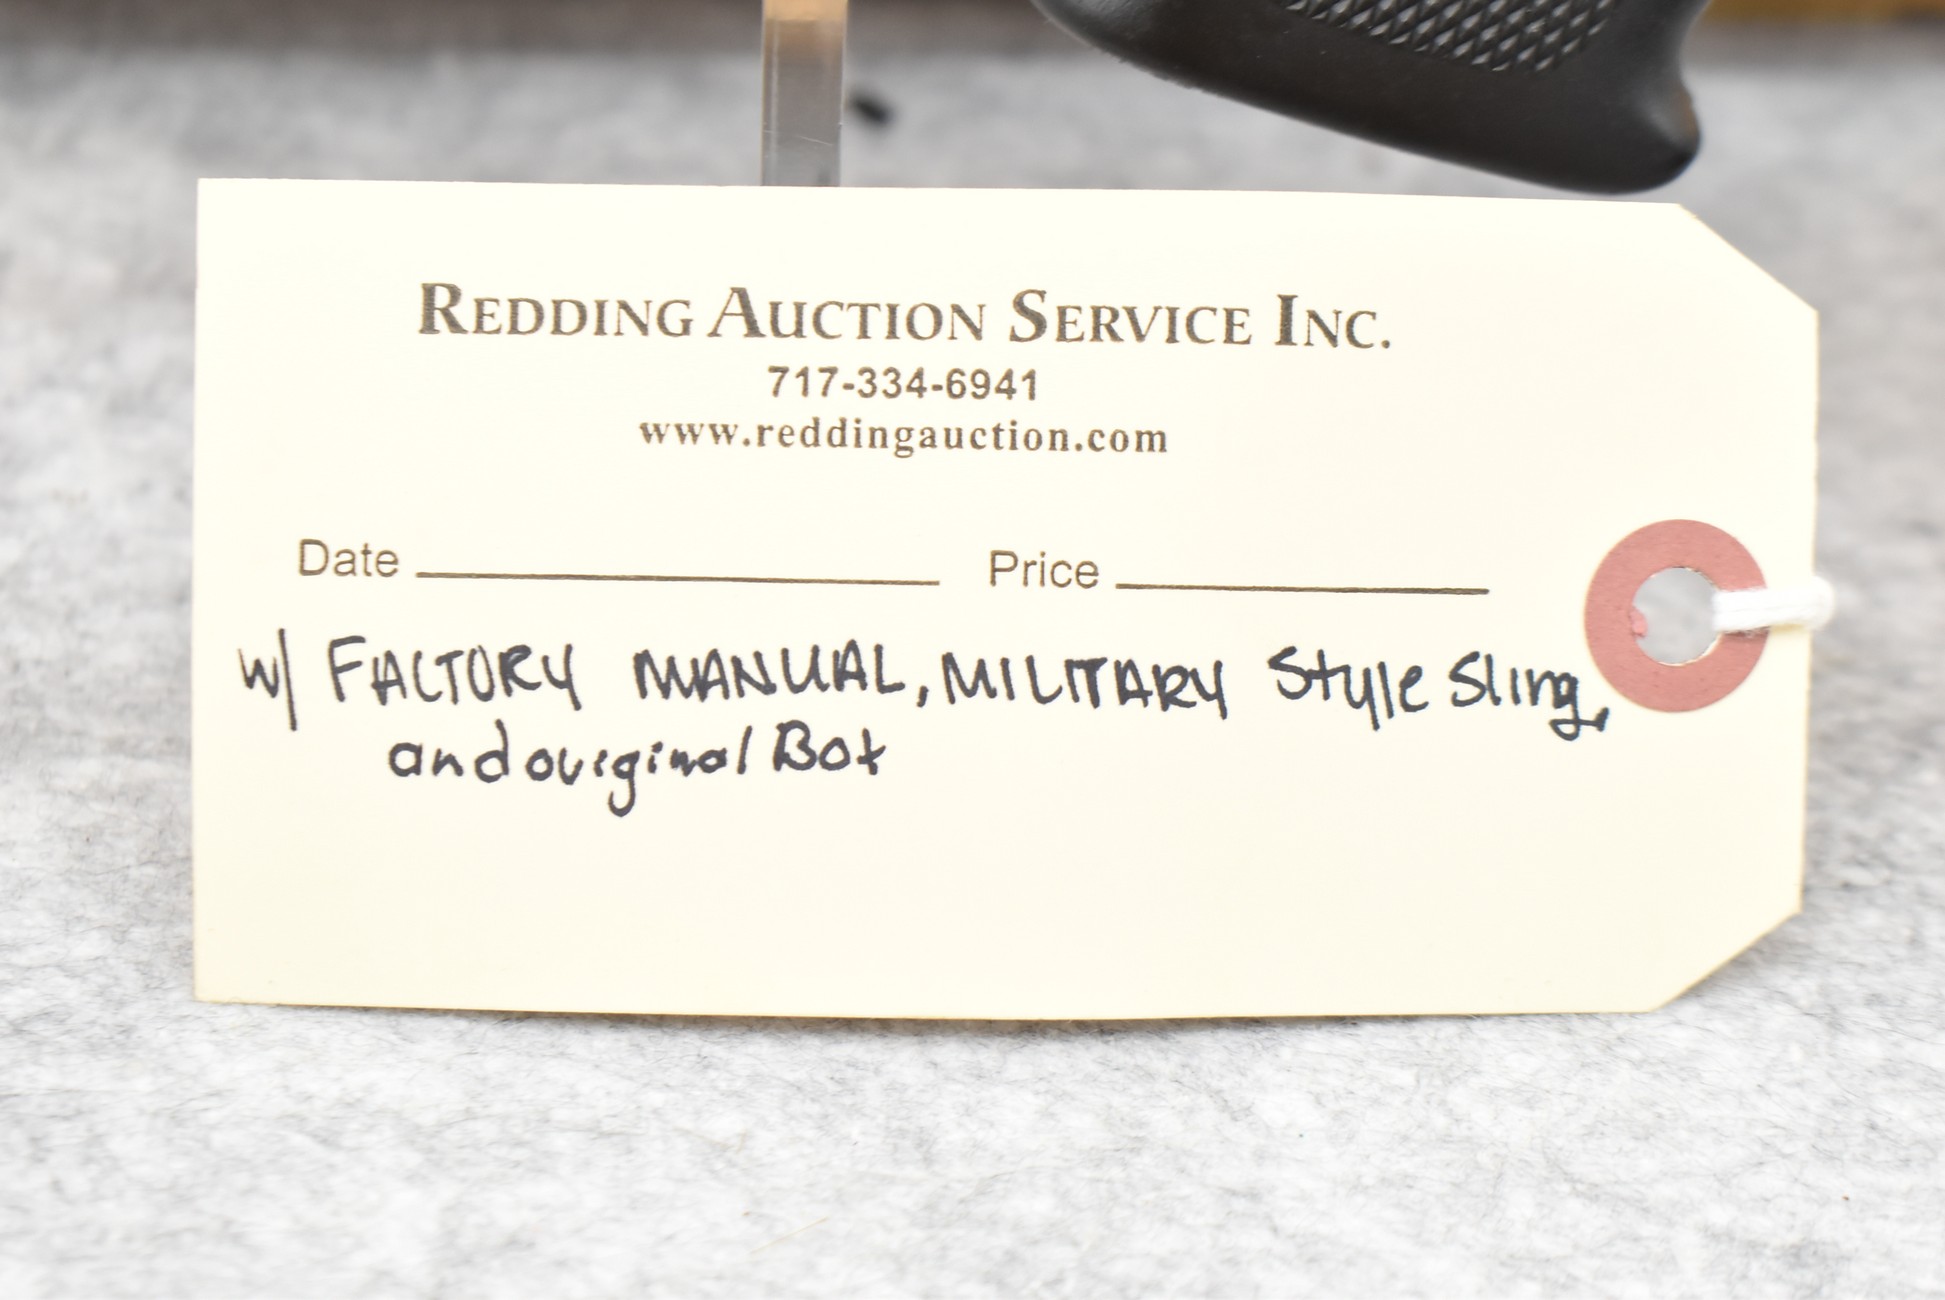 REDDING AUCTION SERVICE INC.
717-334-6941
www.reddingauction.com
Date Price
w/ FACTORY MANUAL, MILITARY Style Sling,
and original Box